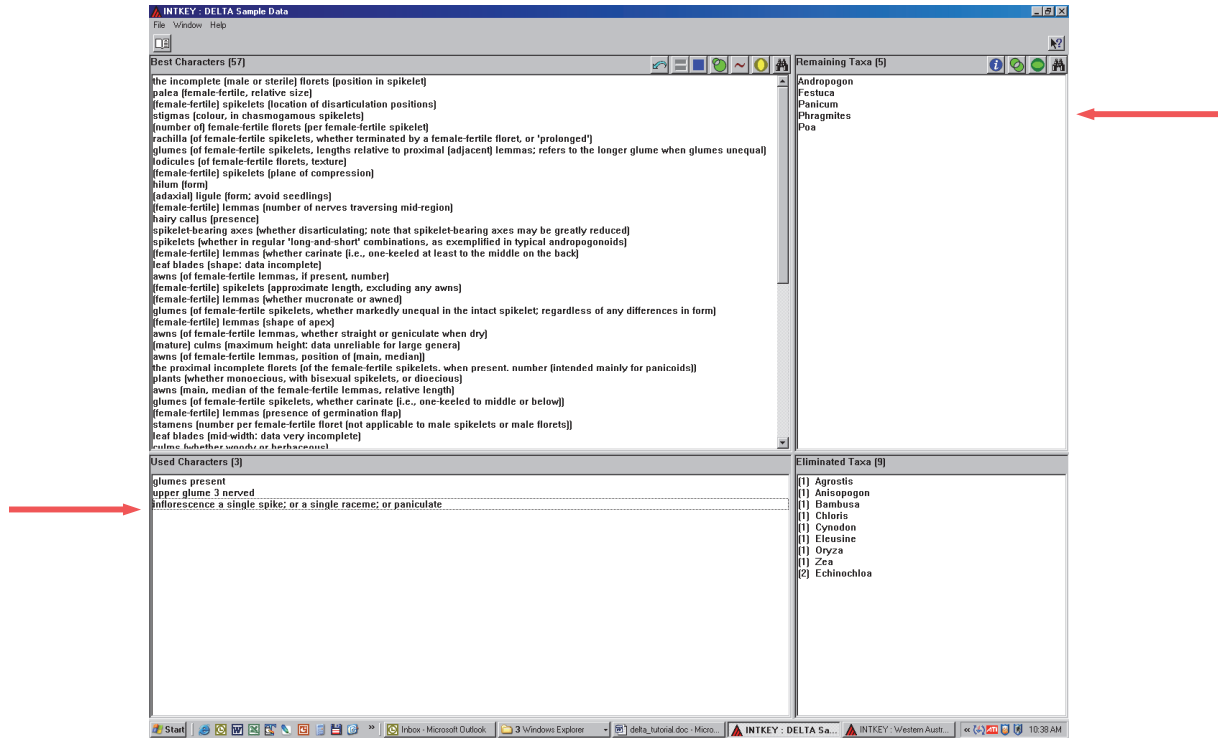 INTKEY : DELTA Sample Data
File Window Help
Best Characters (57)
the incomplete (male or sterile) florets (position in spikelet)
palea (female-fertile, relative size)
(female-fertile) spikelets (location of disarticulation positions)
stigmas (colour, in chasmogamous spikelets)
(number of) female-fertile florets (per female-fertile spikelet)
rachilla (of female-fertile spikelets, whether terminated by a female-fertile floret, or 'prolonged')
glumes (of female-fertile spikelets, lengths relative to proximal (adjacent) lemmas; refers to the longer glume when glumes unequal)
lodicules (of female-fertile florets, texture)
(female-fertile) spikelets (plane of compression)
hilum (form)
(adaxial) ligule (form; avoid seedlings)
(female-fertile) lemmas (number of nerves traversing mid-region)
hairy callus (presence)
spikelet-bearing axes (whether disarticulating; note that spikelet-bearing axes may be greatly reduced)
spikelets (whether in regular 'long-and-short' combinations, as exemplified in typical andropogonoids)
(female-fertile) lemmas (whether carinate (i.e., one-keeled at least to the middle on the back)
leaf blades (shape: data incomplete)
awns (of female-fertile lemmas, if present, number)
(female-fertile) spikelets (approximate length, excluding any awns)
(female-fertile) lemmas (whether mucronate or awned)
glumes (of female-fertile spikelets, whether markedly unequal in the intact spikelet; regardless of any differences in form)
(female-fertile) lemmas (shape of apex)
awns (of female-fertile lemmas, whether straight or geniculate when dry)
(mature) culms (maximum height: data unreliable for large genera)
awns (of female-fertile lemmas, position of (main, median))
the proximal incomplete florets (of the female-fertile spikelets. when present. number (intended mainly for panicoids))
plants (whether monoecious, with bisexual spikelets, or dioecious)
awns (main, median of the female-fertile lemmas, relative length)
glumes (of female-fertile spikelets, whether carinate (i.e., one-keeled to middle or below))
(female-fertile) lemmas (presence of germination flap)
stamens (number per female-fertile floret (not applicable to male spikelets or male florets))
leaf blades (mid-width: data very incomplete)
culms (whether woody or herbaceous)
Remaining Taxa (5)
Andropogon
Festuca
Panicum
Phragmites
Poa
Used Characters (3)
glumes present
upper glume 3 nerved
inflorescence a single spike; or a single raceme; or paniculate
Eliminated Taxa (9)
(1) Agrostis
(1) Anisopogon
(1) Bambusa
(1) Chloris
(1) Cynodon
(1) Eleusine
(1) Oryza
(1) Zea
(2) Echinochloa
Start
Inbox - Microsoft Outlook
3 Windows Explorer
delta_tutorial.doc - Micro...
INTKEY : DELTA Sa...
INTKEY : Western Austr...
10:38 AM